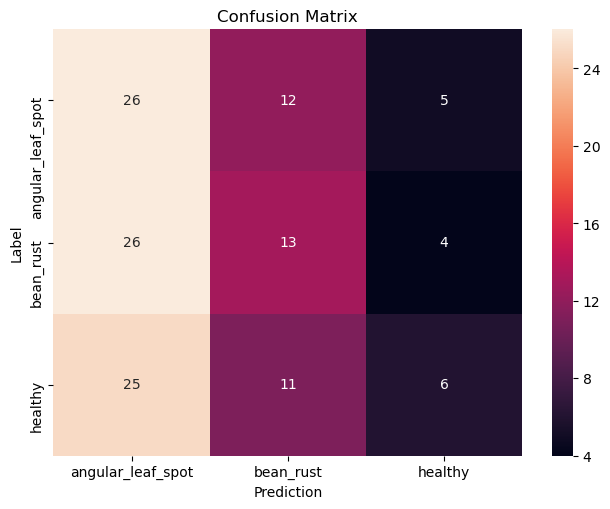 Confusion Matrix
Label
angular_leaf_spot
26 12 5
bean_rust
26 13 4
healthy
25 11 6
angular_leaf_spot bean_rust healthy
Prediction
24
20
16
12
8
4